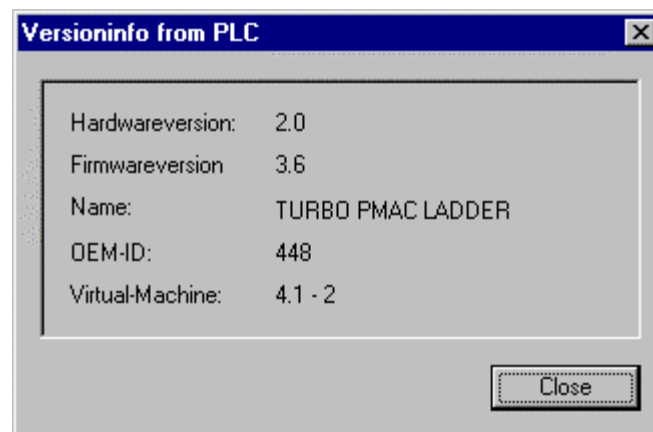 Versioninfo from PLC
Hardwareversion: 2.0
Firmwareversion 3.6
Name: TURBO PMAC LADDER
OEM-ID: 448
Virtual-Machine: 4.1 - 2
Close